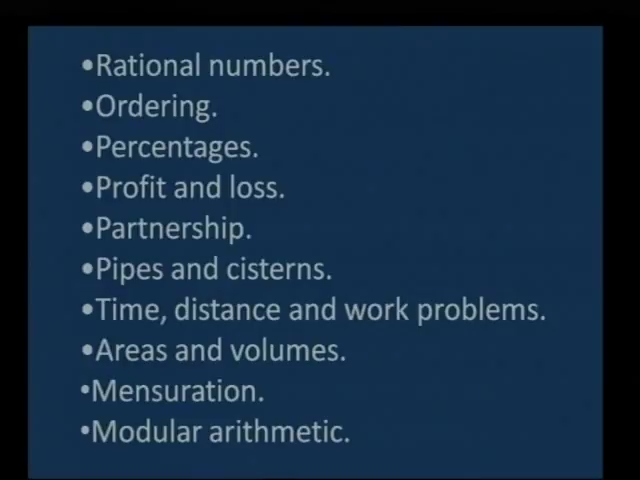 •Rational numbers.
•Ordering.
•Percentages.
•Profit and loss.
•Partnership.
•Pipes and cisterns.
•Time, distance and work problems.
•Areas and volumes.
•Mensuration.
•Modular arithmetic.